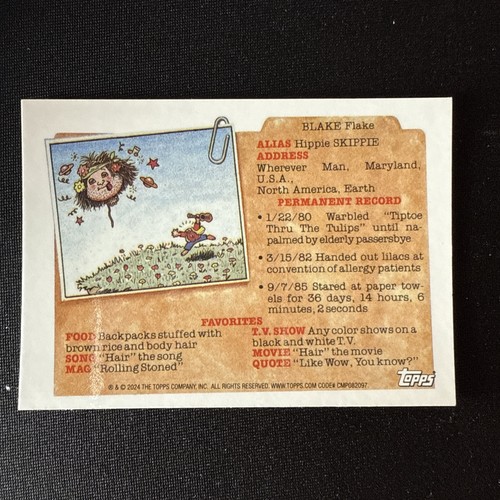 BLAKE Flake
ALIAS Hippie SKIPPIE
ADDRESS
Wherever Man, Maryland,
U.S.A.,
North America, Earth
PERMANENT RECORD
• 1/22/80 Warbled "Tiptoe
Thru The Tulips" until na-
palmed by elderly passersbye
• 3/15/82 Handed out lilacs at
convention of allergy patients
• 9/7/85 Stared at paper tow-
els for 36 days, 14 hours, 6
minutes, 2 seconds
FAVORITES
FOOD Backpacks stuffed with
brown rice and body hair
SONG "Hair" the song
MAG "Rolling Stoned"
T.V. SHOW Any color shows on a
black and white T.V.
MOVIE "Hair" the movie
QUOTE "Like Wow, You know?"
® & © 2024 THE TOPPS COMPANY, INC. ALL RIGHTS RESERVED. WWW.TOPPS.COM CODE# CMP082097
topps